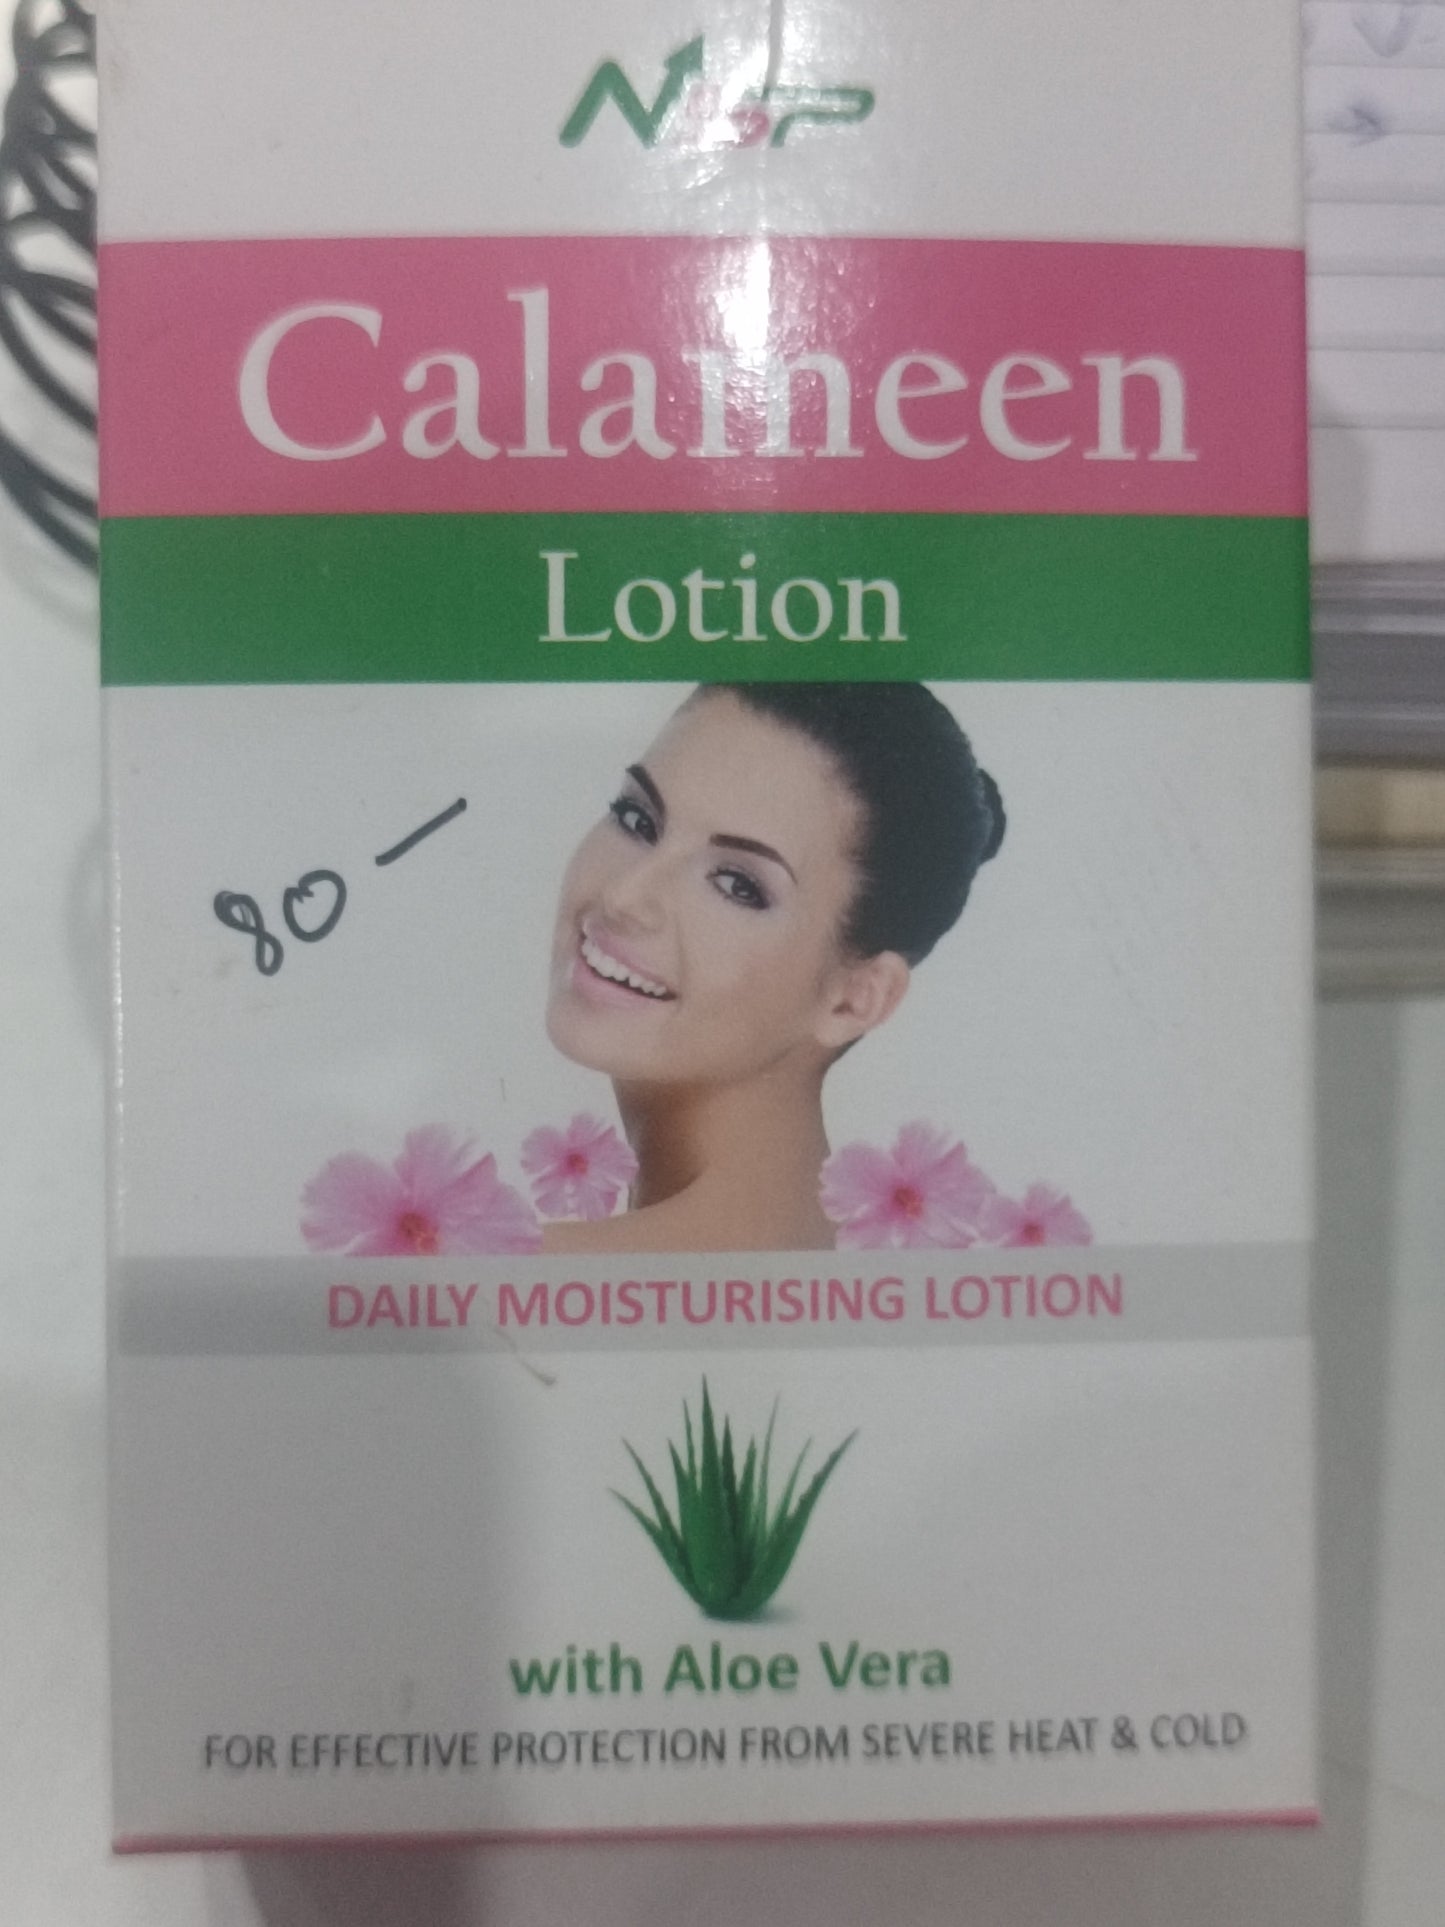 Calameen
Lotion
80 -
DAILY MOISTURISING LOTION
with Aloe Vera
FOR EFFECTIVE PROTECTION FROM SEVERE HEAT & COLD